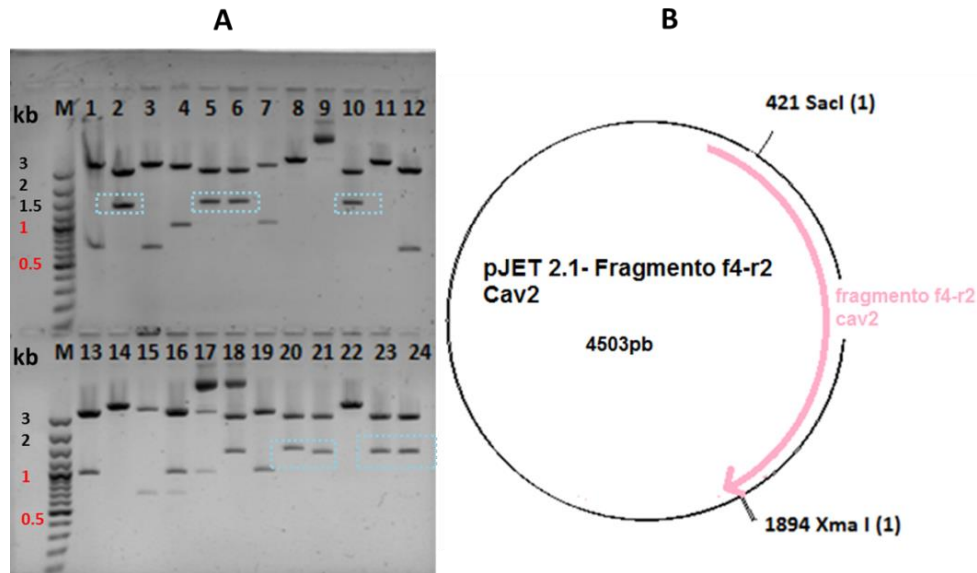 A
B
kb M 1 2 3 4 5 6 7 8 9 10 11 12
3
2
1.5
1
0.5
kb M 13 14 15 16 17 18 19 20 21 22 23 24
3
2
1
0.5
421 SacI (1)
pJET 2.1- Fragmento f4-r2
Cav2
4503pb
fragmento f4-r2
cav2
1894 Xma I (1)